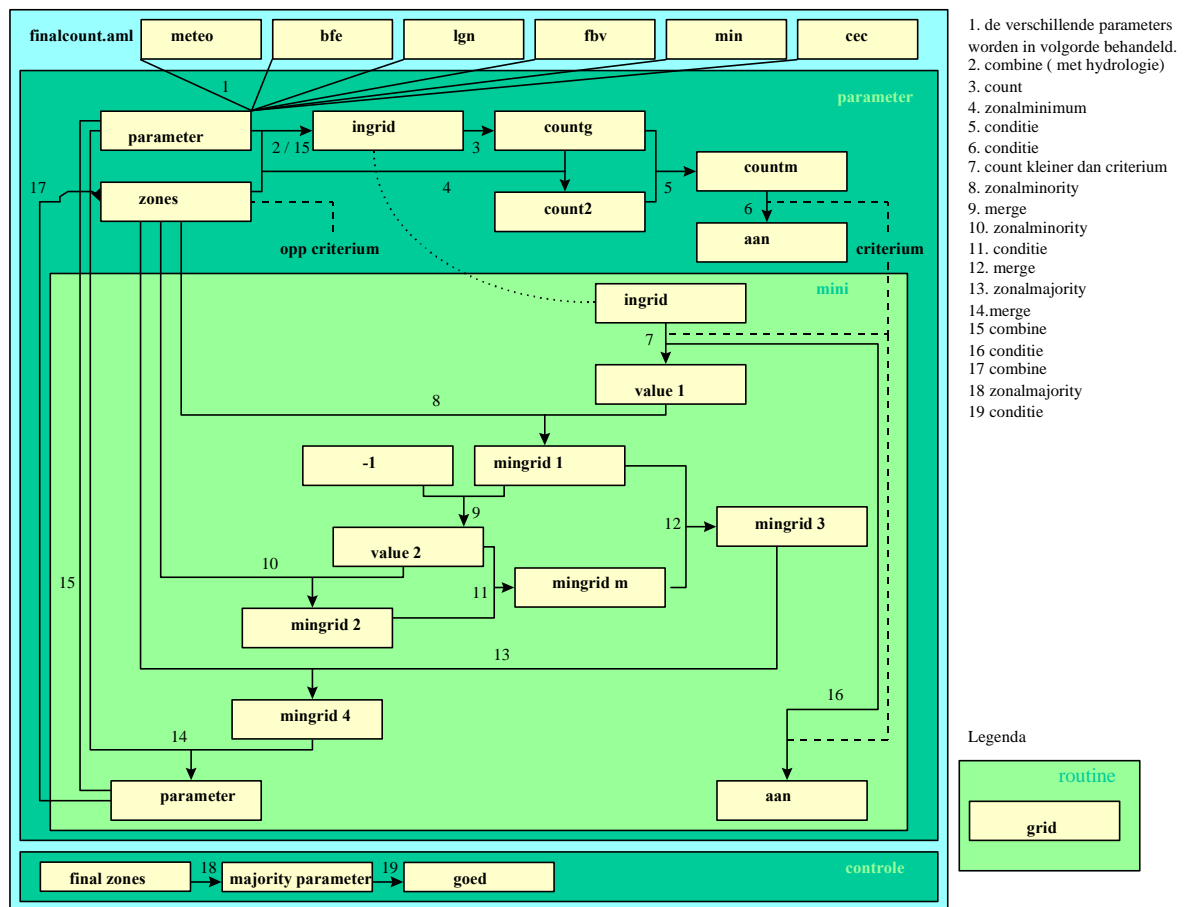 finalcount.aml
meteo
bfe
lgn
fbv
min
cec
1
parameter
parameter
ingrid
countg
2 / 15
3
countm
17
zones
4
5
count2
6
aan
opp criterium
criterium
mini
ingrid
7
value 1
8
-1
mingrid 1
9
12
mingrid 3
value 2
10
15
11
mingrid m
mingrid 2
13
16
mingrid 4
14
parameter
aan
18
19
controle
final zones
majority parameter
goed
1. de verschillende parameters
worden in volgorde behandeld.
2. combine ( met hydrologie)
3. count
4. zonalminimum
5. conditie
6. conditie
7. count kleiner dan criterium
8. zonalminority
9. merge
10. zonalminority
11. conditie
12. merge
13. zonalmajority
14.merge
15 combine
16 conditie
17 combine
18 zonalmajority
19 conditie
Legenda
routine
grid